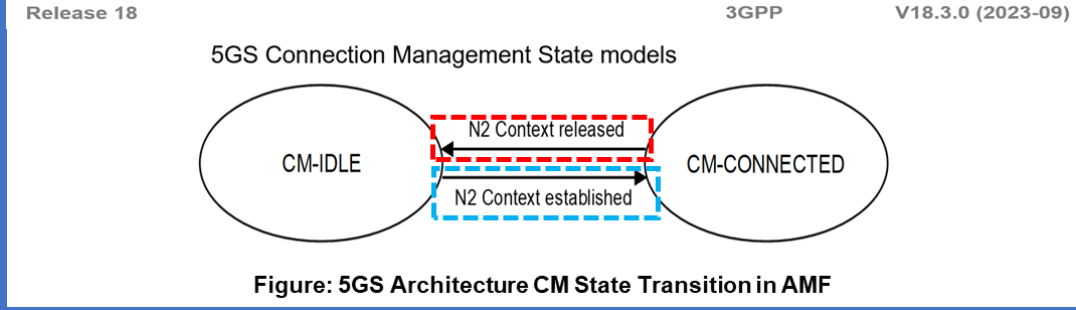 Release 18 3GPP V18.3.0 (2023-09)
5GS Connection Management State models
N2 Context released
CM-IDLE CM-CONNECTED
N2 Context established
Figure: 5GS Architecture CM State Transition in AMF